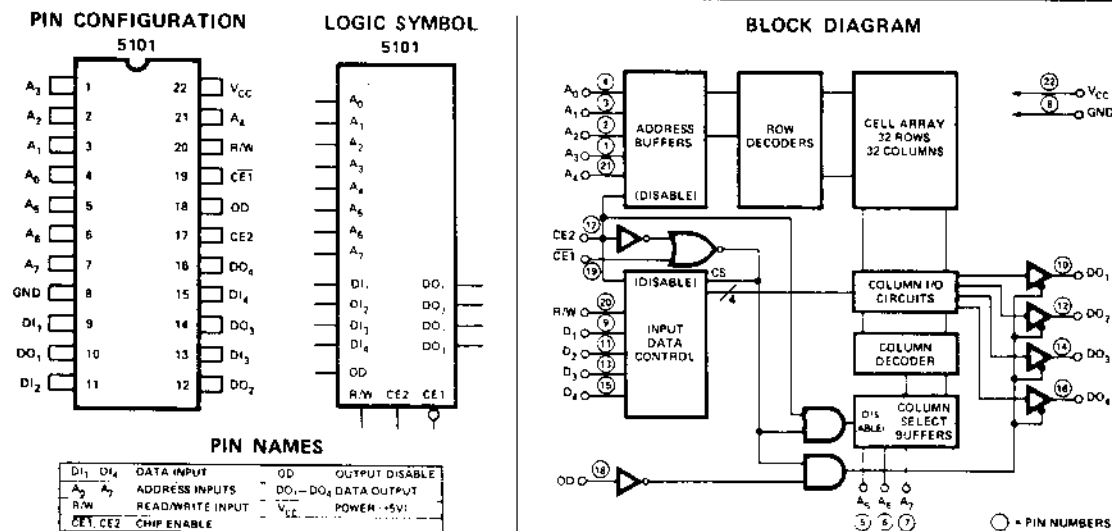 PIN CONFIGURATION
5101
A3 1 22 VCC
A2 2 21 A4
A1 3 20 R/W
A0 4 19 CE1
A5 5 18 OD
A6 6 17 CE2
A7 7 16 DO4
GND 8 15 DI4
DI1 9 14 DO3
DO1 10 13 DI3
DI2 11 12 DO2
LOGIC SYMBOL
5101
A0
A1
A2
A3
A4
A5
A6
A7
DI1 DO1
DI2 DO2
DI3 DO3
DI4 DO4
OD
R/W CE2 CE1
PIN NAMES
DI1 DI4 DATA INPUT OD OUTPUT DISABLE
A0 A7 ADDRESS INPUTS DO1–DO4 DATA OUTPUT
R/W READ/WRITE INPUT VCC POWER +5V
CE1, CE2 CHIP ENABLE
BLOCK DIAGRAM
A0 4
A1 3
A2 2
A3 1
A4 21
ADDRESS
BUFFERS
(DISABLE)
ROW
DECODERS
CELL ARRAY
32 ROWS
32 COLUMNS
22 VCC
8 GND
CE2 17
CE1 19
CS
4
(DISABLE)
INPUT
DATA
CONTROL
R/W 20
D1 9
D2 11
D3 13
D4 15
COLUMN I/O
CIRCUITS
COLUMN
DECODER
(DIS
ABLE)
COLUMN
SELECT
BUFFERS
10 DO1
12 DO2
14 DO3
16 DO4
OD 18
A5 A6 A7
5 6 7
= PIN NUMBERS